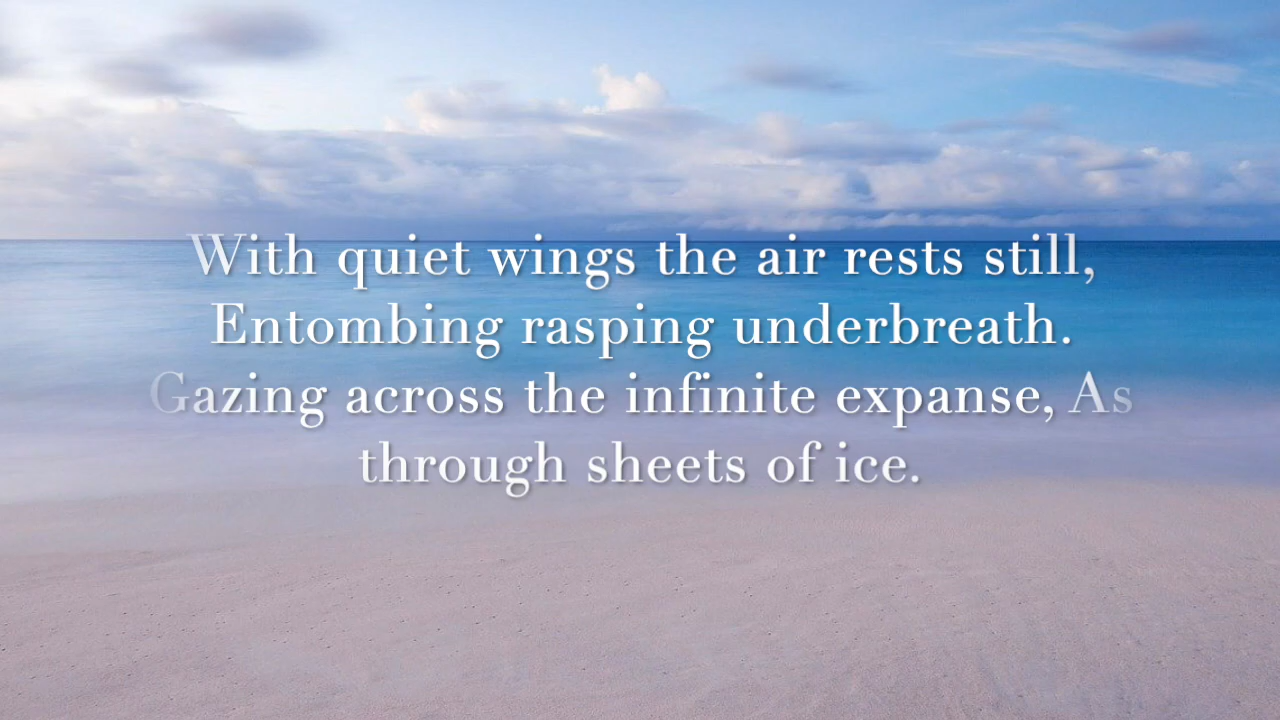 With quiet wings the air rests still,
Entombing rasping underbreath.
Gazing across the infinite expanse, As
through sheets of ice.